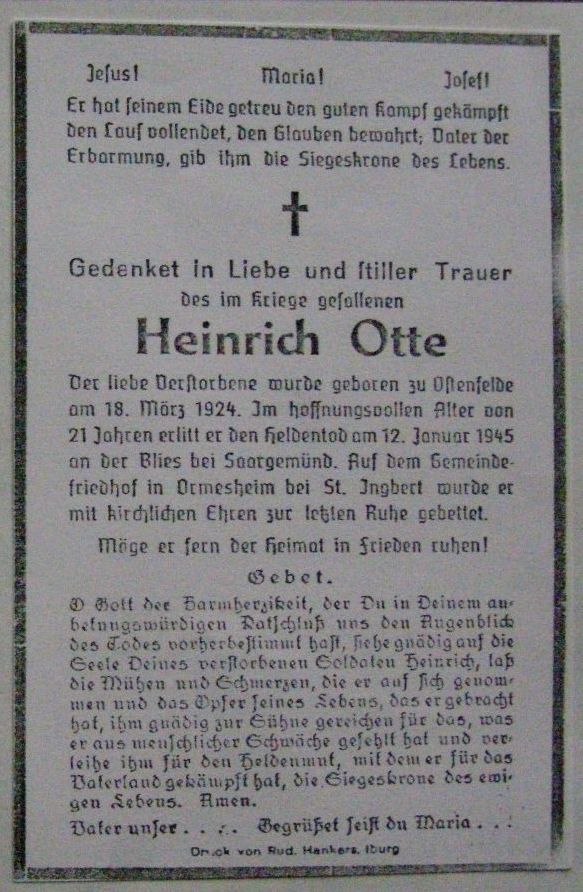 Jesus! Maria! Josef!
Er hat seinem Eide getreu den guten Kampf gekämpft
den Lauf vollendet, den Glauben bewahrt; Vater der
Erbarmung, gib ihm die Siegeskrone des Lebens.
Gedenket in Liebe und stiller Trauer
des im Kriege gefallenen
Heinrich Otte
Der liebe Verstorbene wurde geboren zu Ostenfelde
am 18. März 1924. Im hoffnungsvollen Alter von
21 Jahren erlitt er den Heldentod am 12. Januar 1945
an der Blies bei Saargemünd. Auf dem Gemeinde-
friedhof in Ormesheim bei St. Ingbert wurde er
mit kirchlichen Ehren zur letzten Ruhe gebettet.
Möge er fern der Heimat in Frieden ruhen!
Gebet.
O Gott der Barmherzikeit, der Du in Deinem an-
betungswürdigen Ratschluß uns den Augenblick
des Todes vorherbestimmt hast, siehe gnädig auf die
Seele Deines verstorbenen Soldaten Heinrich, laß
die Mühen und Schmerzen, die er auf sich genom-
men und das Opfer seines Lebens, das er gebracht
hat, ihm gnädig zur Sühne gereichen für das, was
er aus menschlicher Schwäche gefehlt hat und ver-
leihe ihm für den Heldenmut, mit dem er für das
Vaterland gekämpft hat, die Siegeskrone des ewi-
gen Lebens. Amen.
Vater unser . . . . Gegrüßet seist du Maria . . .
Druck von Rud. Hankers, Iburg